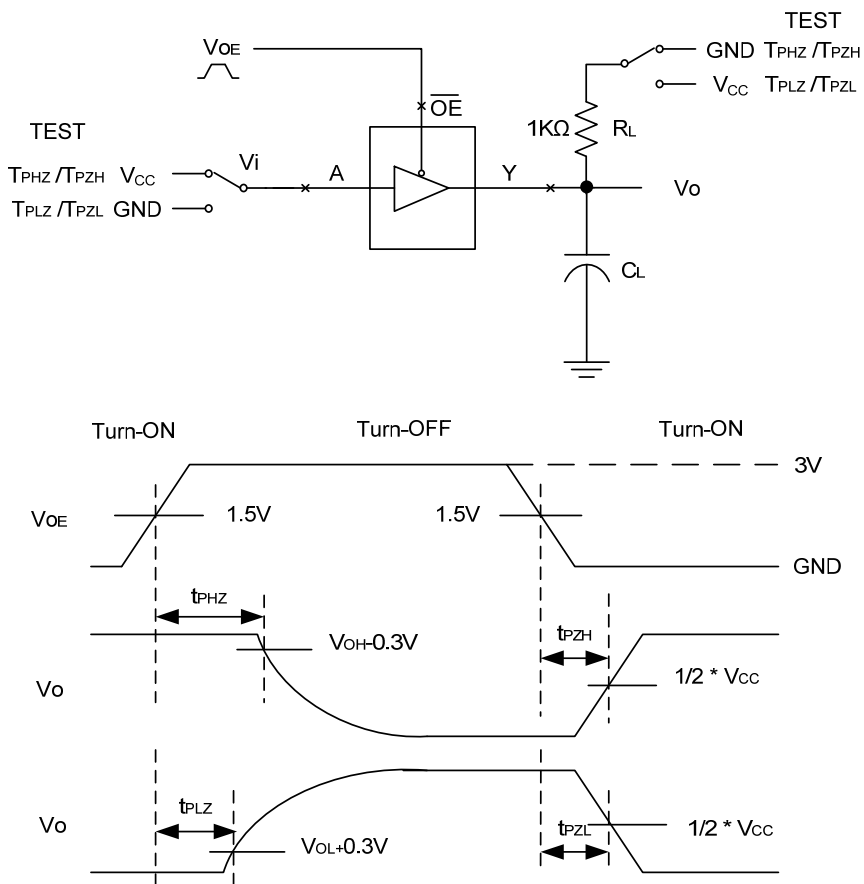 TEST
VOE
GND TPHZ /TPZH
VCC TPLZ /TPZL
OE
1KΩ RL
TEST
Vi
A
Y
TPHZ /TPZH VCC
TPLZ /TPZL GND
Vo
CL
Turn-ON Turn-OFF Turn-ON
3V
VOE 1.5V 1.5V
GND
tPHZ
VOH-0.3V
tPZH
Vo 1/2 * VCC
tPLZ
Vo tPZL 1/2 * VCC
VOL+0.3V